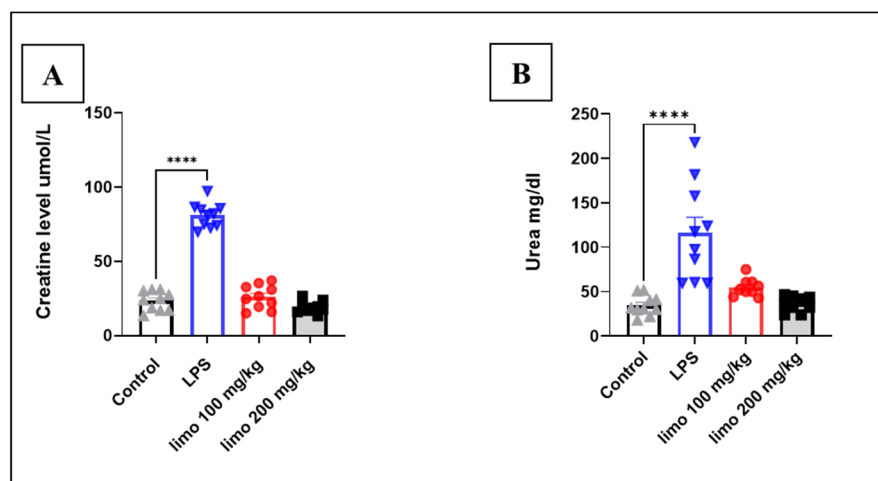 A
Creatine level umol/L
150
100
50
0
****
Control
LPS
limo 100 mg/kg
limo 200 mg/kg
B
Urea mg/dl
250
200
150
100
50
0
****
Control
LPS
limo 100 mg/kg
limo 200 mg/kg